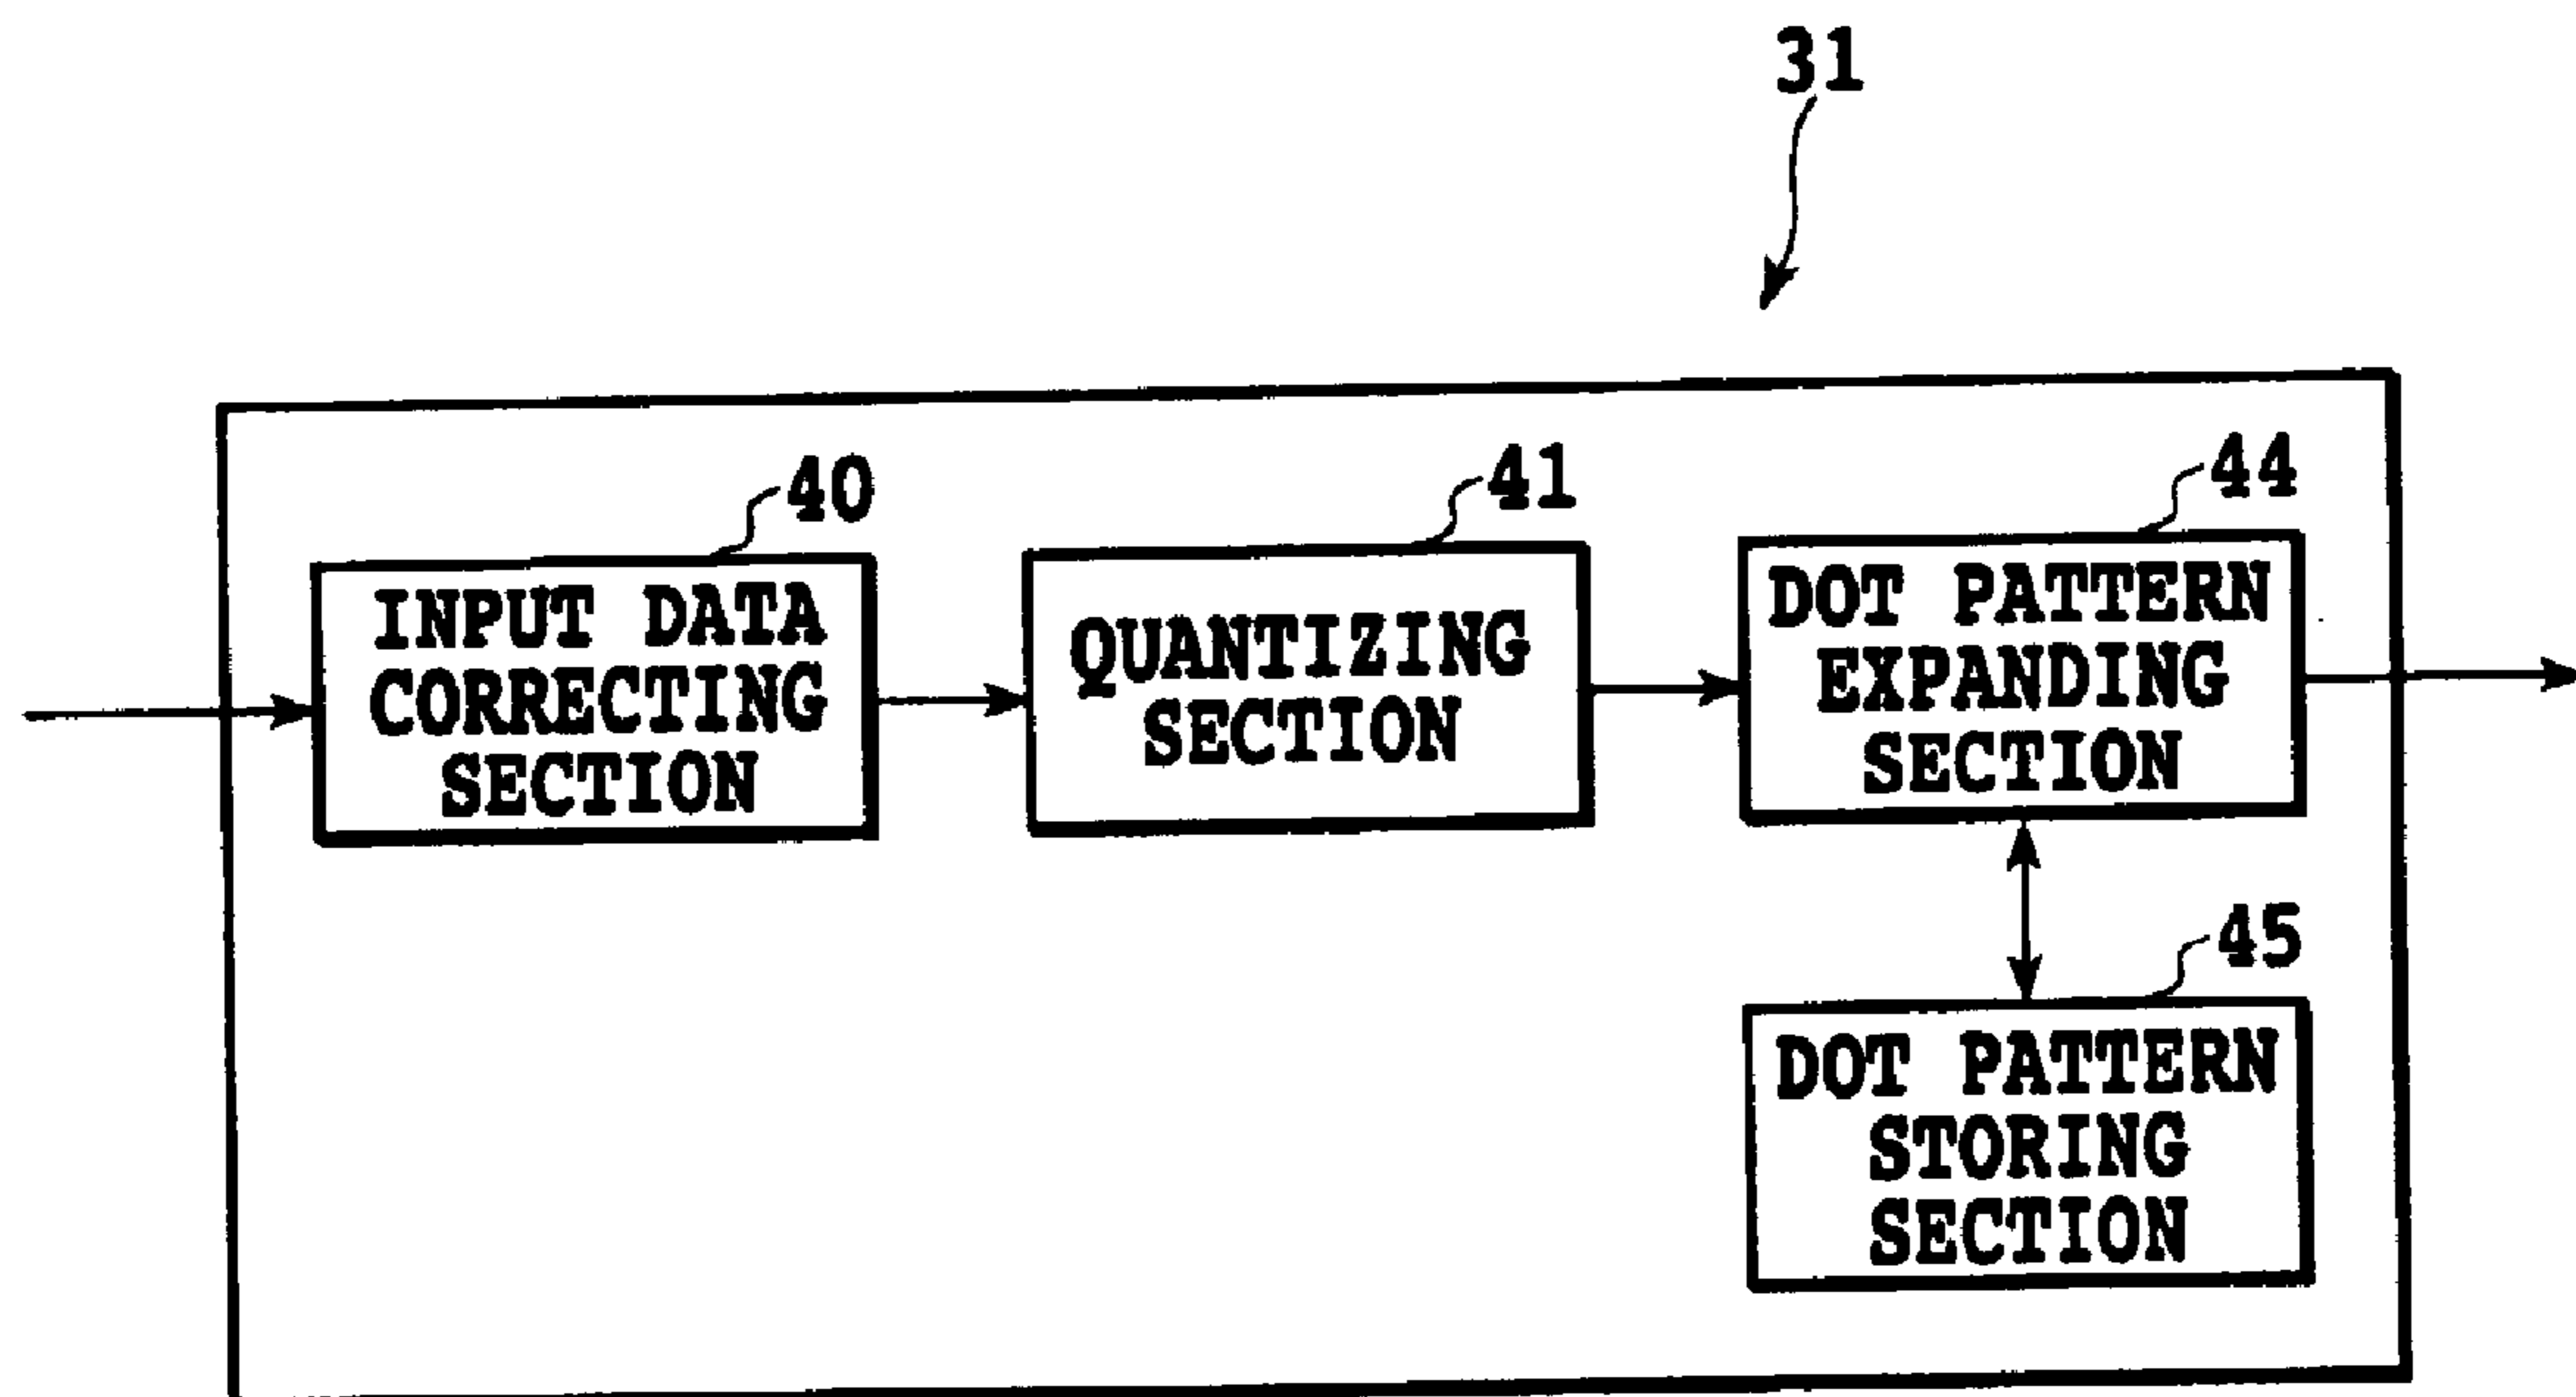 31
40
INPUT DATA
CORRECTING
SECTION
41
QUANTIZING
SECTION
44
DOT PATTERN
EXPANDING
SECTION
45
DOT PATTERN
STORING
SECTION